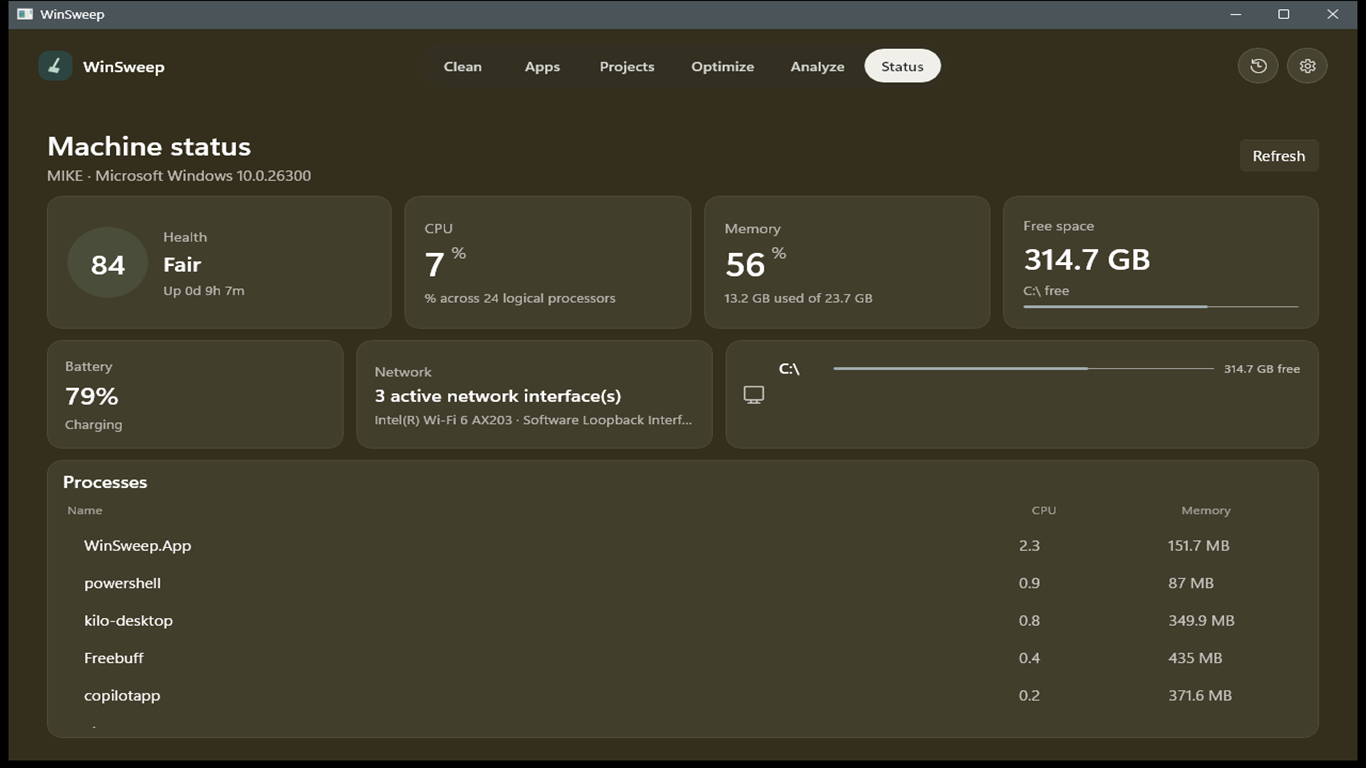 WinSweep
WinSweep
Clean Apps Projects Optimize Analyze Status
Machine status
MIKE · Microsoft Windows 10.0.26300
Refresh
84
Health
Fair
Up 0d 9h 7m
CPU
7 %
% across 24 logical processors
Memory
56 %
13.2 GB used of 23.7 GB
Free space
314.7 GB
C:\ free
Battery
79%
Charging
Network
3 active network interface(s)
Intel(R) Wi-Fi 6 AX203 · Software Loopback Interf...
C:\ 314.7 GB free
Processes
Name CPU Memory
WinSweep.App 2.3 151.7 MB
powershell 0.9 87 MB
kilo-desktop 0.8 349.9 MB
Freebuff 0.4 435 MB
copilotapp 0.2 371.6 MB